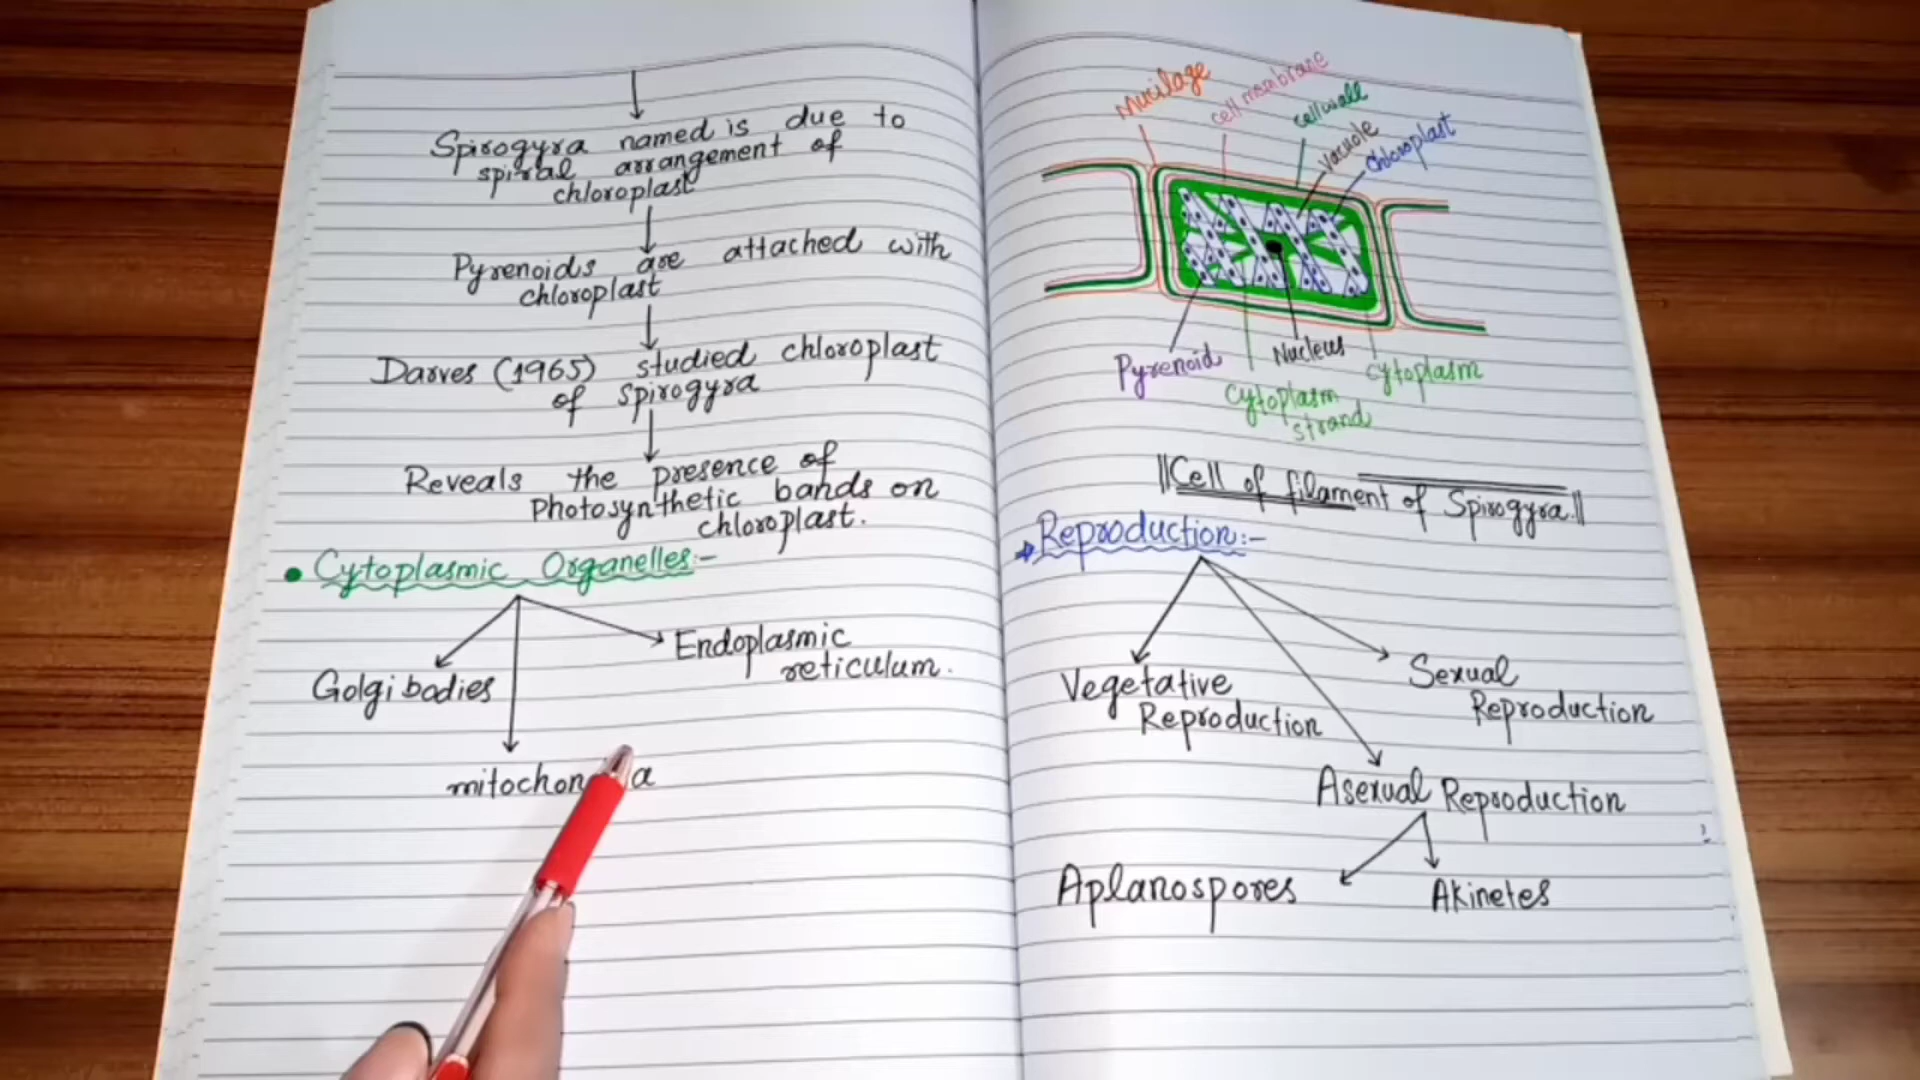 Spirogyra named is due to
spiral arrangement of
chloroplast
Pyrenoids are attached with
chloroplast
Darves (1965) studied chloroplast
of spirogyra
Reveals the presence of
Photosynthetic bands on
chloroplast.
Cytoplasmic Organelles:-
Endoplasmic
reticulum.
Golgi bodies
Mucilage
cell membrane
cell wall
vacuole
chloroplast
Pyrenoid
Nucleus
cytoplasm
cytoplasm
strand
||Cell of filament of Spirogyra.||
Reproduction:-
Vegetative
Reproduction
Sexual
Reproduction
Asexual Reproduction
Aplanospores
Akinetes